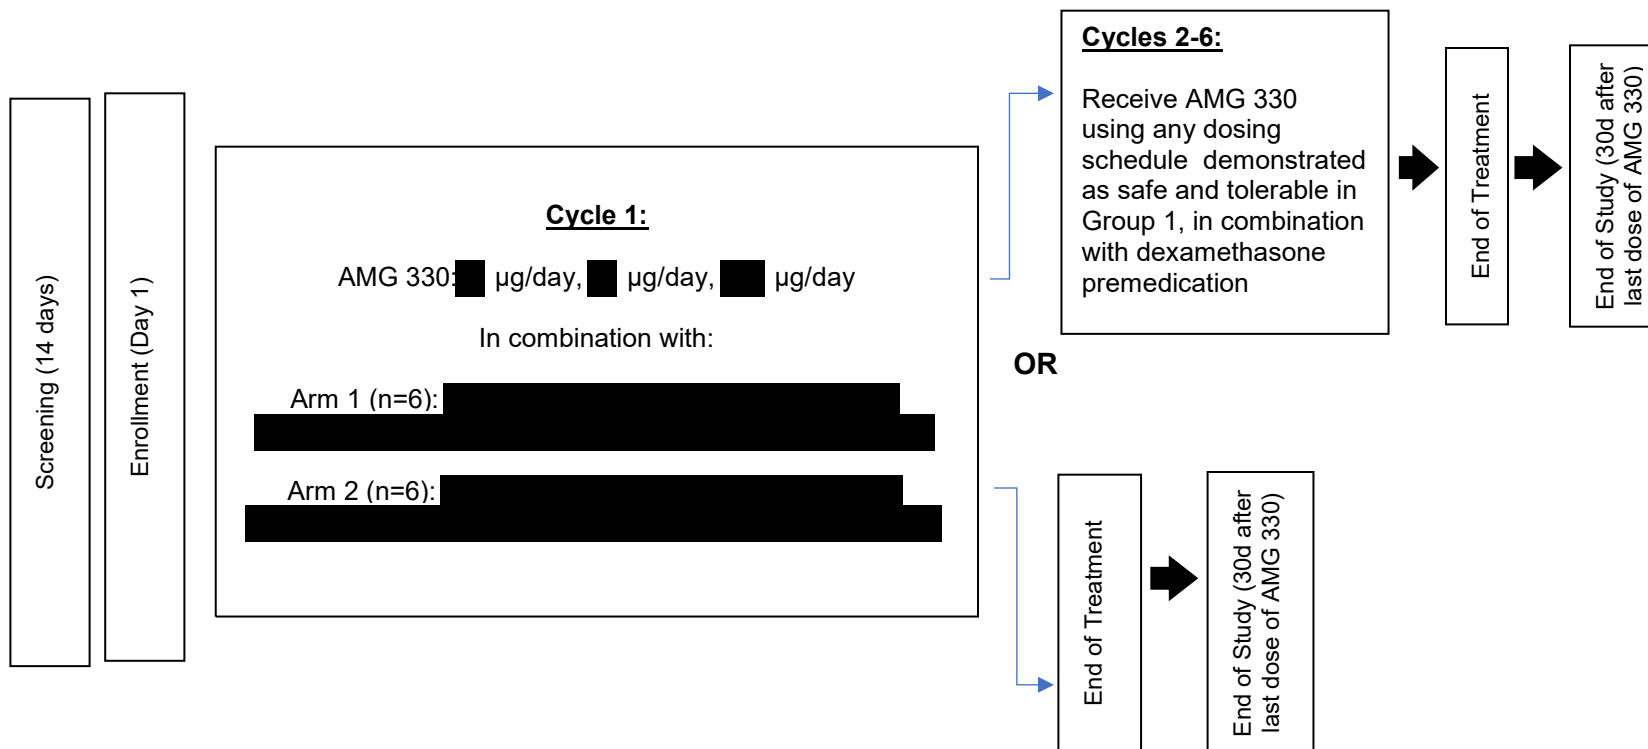 Screening (14 days)
Enrollment (Day 1)
Cycle 1:
AMG 330: µg/day, µg/day, µg/day
In combination with:
Arm 1 (n=6):
Arm 2 (n=6):
Cycles 2-6:
Receive AMG 330
using any dosing
schedule demonstrated
as safe and tolerable in
Group 1, in combination
with dexamethasone
premedication
End of Treatment
End of Study (30d after
last dose of AMG 330)
OR
End of Treatment
End of Study (30d after
last dose of AMG 330)